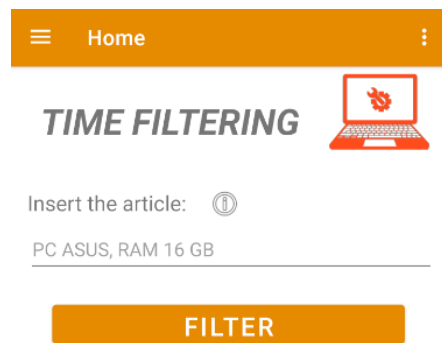 Home
TIME FILTERING
Insert the article:
PC ASUS, RAM 16 GB
FILTER